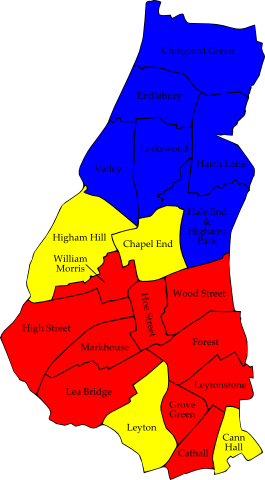 Chingford Green
Endlebury
Larkswood
Hatch Lane
Valley
Hale End
&
Highams
Park
Higham Hill
Chapel End
William
Morris
Wood Street
Hoe Street
High Street
Forest
Markhouse
Leytonstone
Lea Bridge
Grove
Green
Leyton
Cann
Hall
Cathall